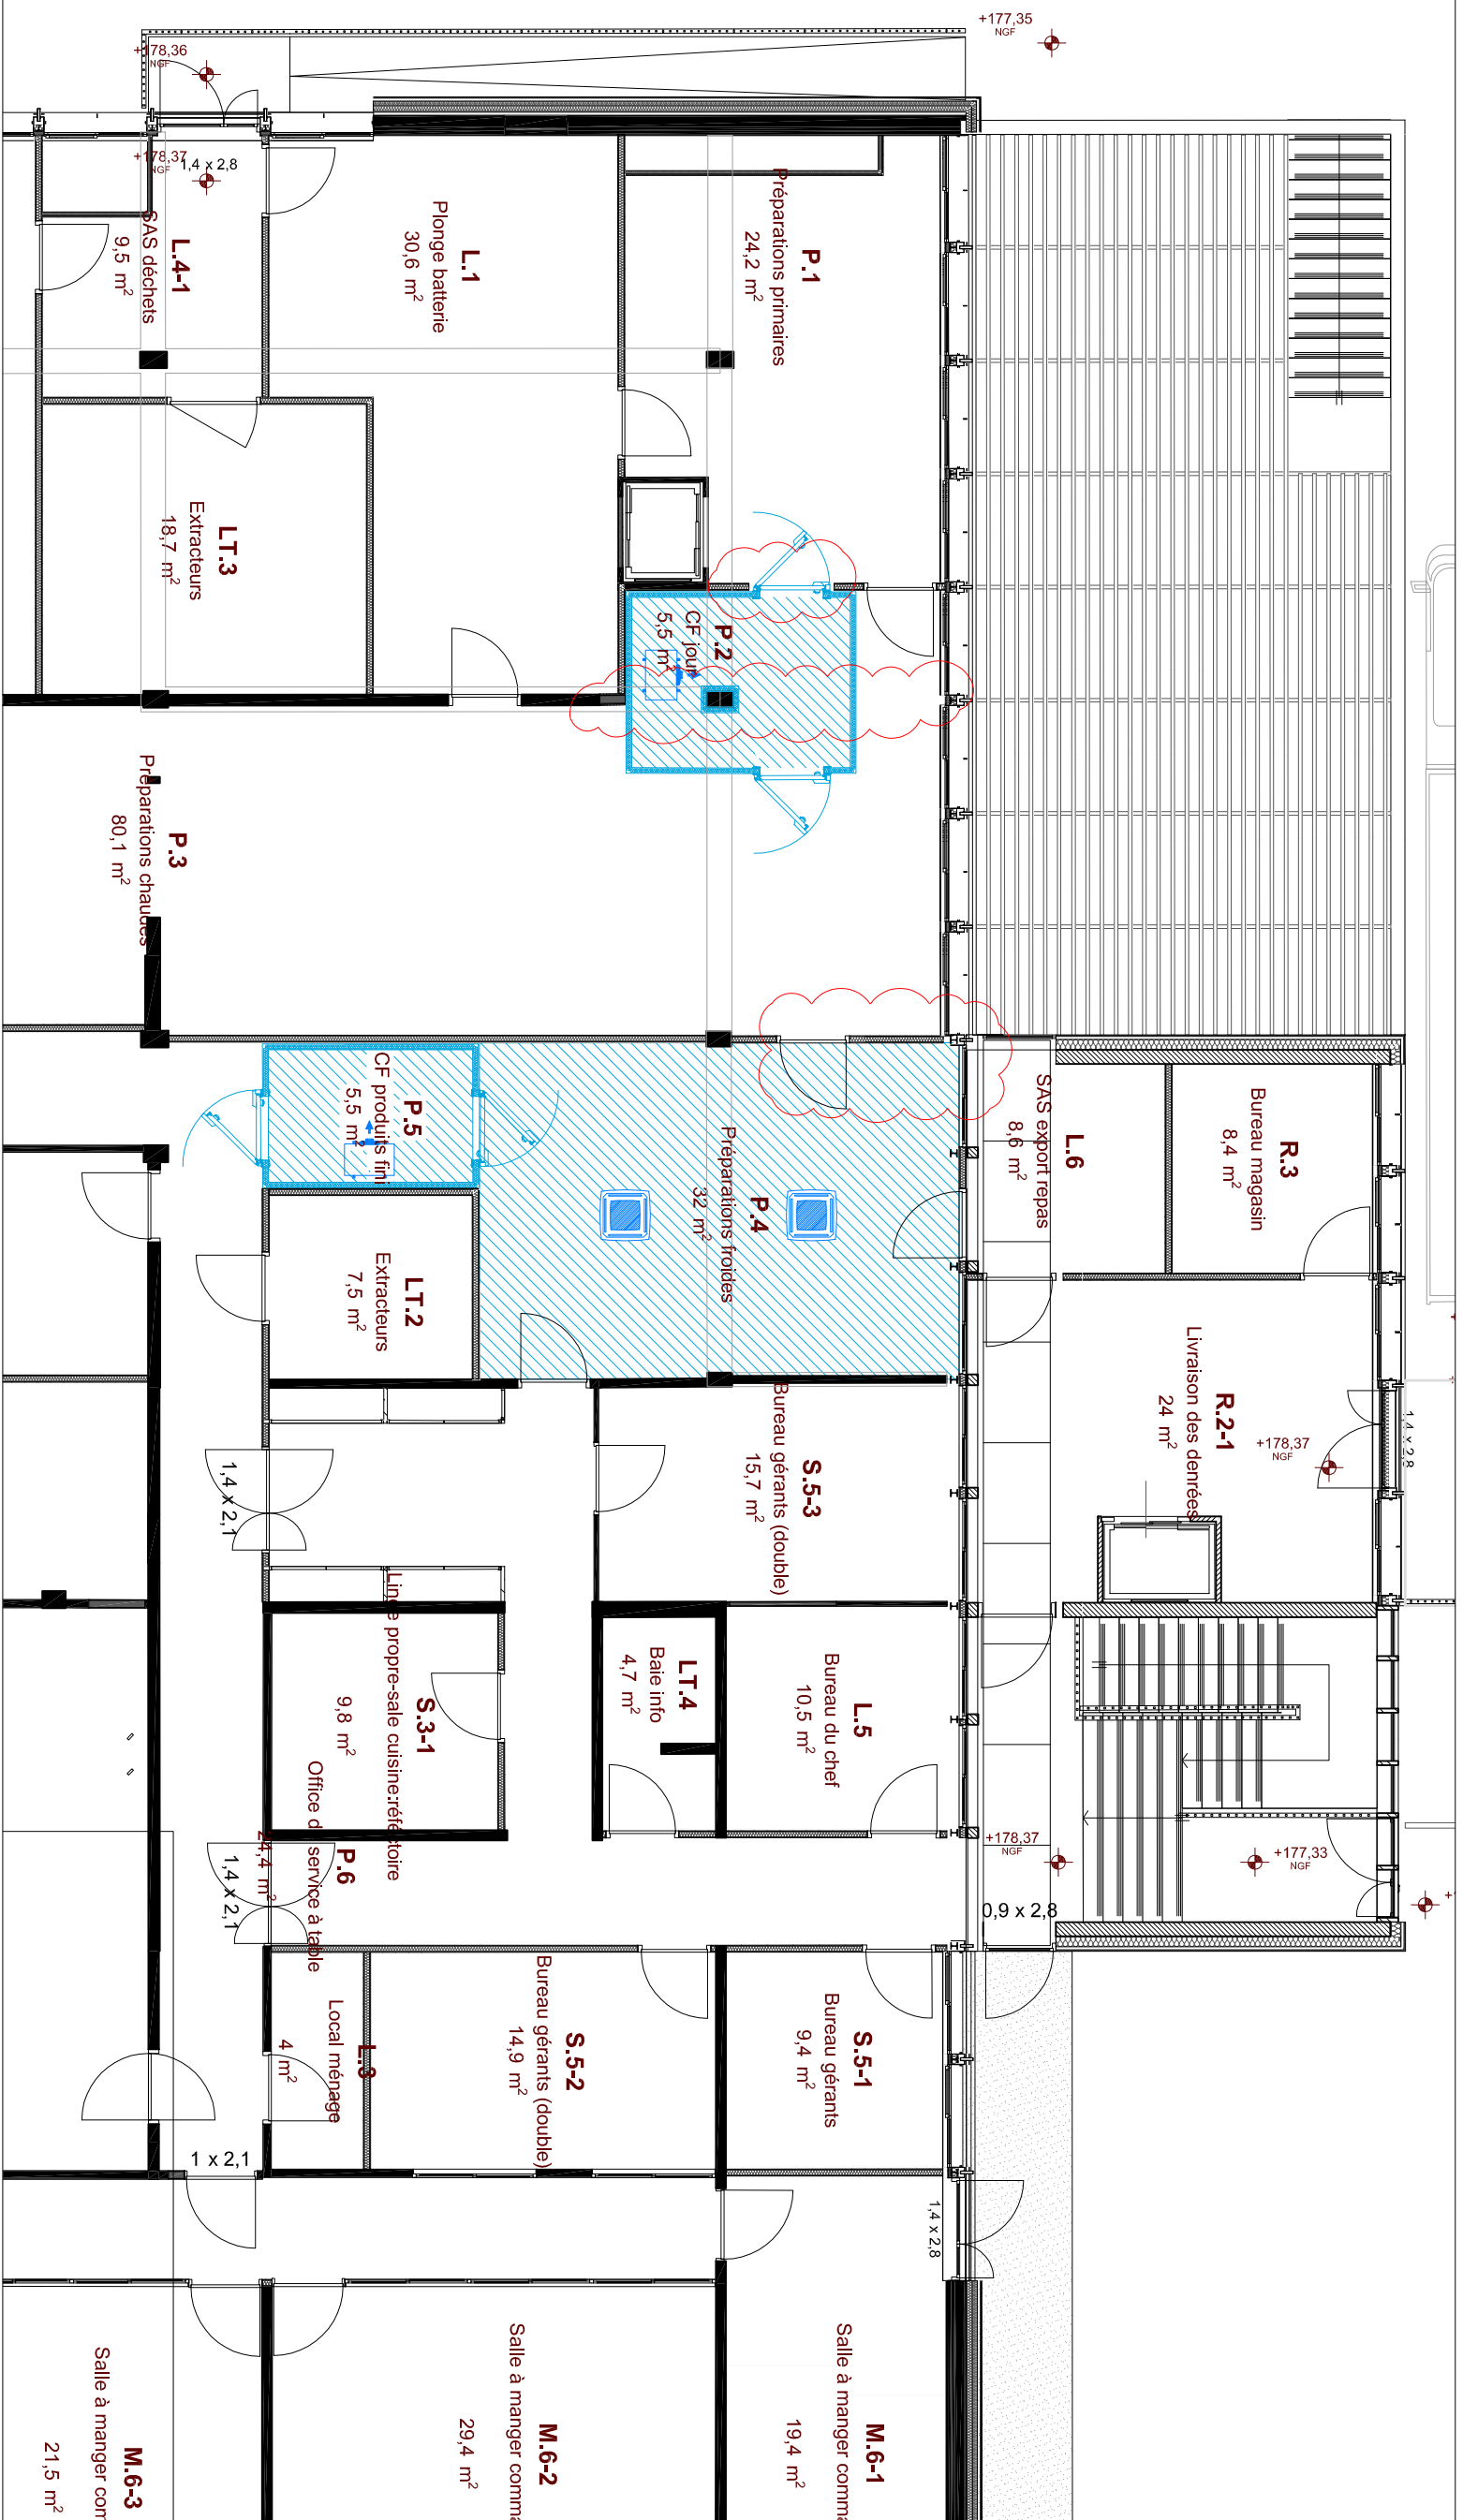 +177,35
NGF
+178,36
NGF
+178,37
NGF
1,4 x 2,8
L.4-1
SAS déchets
9,5 m²
L.1
Plonge batterie
30,6 m²
P.1
Préparations primaires
24,2 m²
LT.3
Extracteurs
18,7 m²
P.2
CF jour
5,5 m²
P.3
Préparations chaudes
80,1 m²
P.5
CF produits fini
5,5 m²
P.4
Préparations froides
32 m²
L.6
SAS export repas
8,6 m²
R.3
Bureau magasin
8,4 m²
LT.2
Extracteurs
7,5 m²
R.2-1
Livraison des denrées
24 m²
+178,37
NGF
1,4 x 2,8
S.5-3
Bureau gérants (double)
15,7 m²
1,4 x 2,1
S.3-1
Linge propre-sale cuisine:réfectoire
9,8 m²
LT.4
Baie info
4,7 m²
L.5
Bureau du chef
10,5 m²
P.6
Office de service à table
24,4 m²
1,4 x 2,1
+178,37
NGF
+177,33
NGF
0,9 x 2,8
L.3
Local ménage
4 m²
S.5-2
Bureau gérants (double)
14,9 m²
S.5-1
Bureau gérants
9,4 m²
1 x 2,1
1,4 x 2,8
M.6-3
Salle à manger com
21,5 m²
M.6-2
Salle à manger comma
29,4 m²
M.6-1
Salle à manger comma
19,4 m²